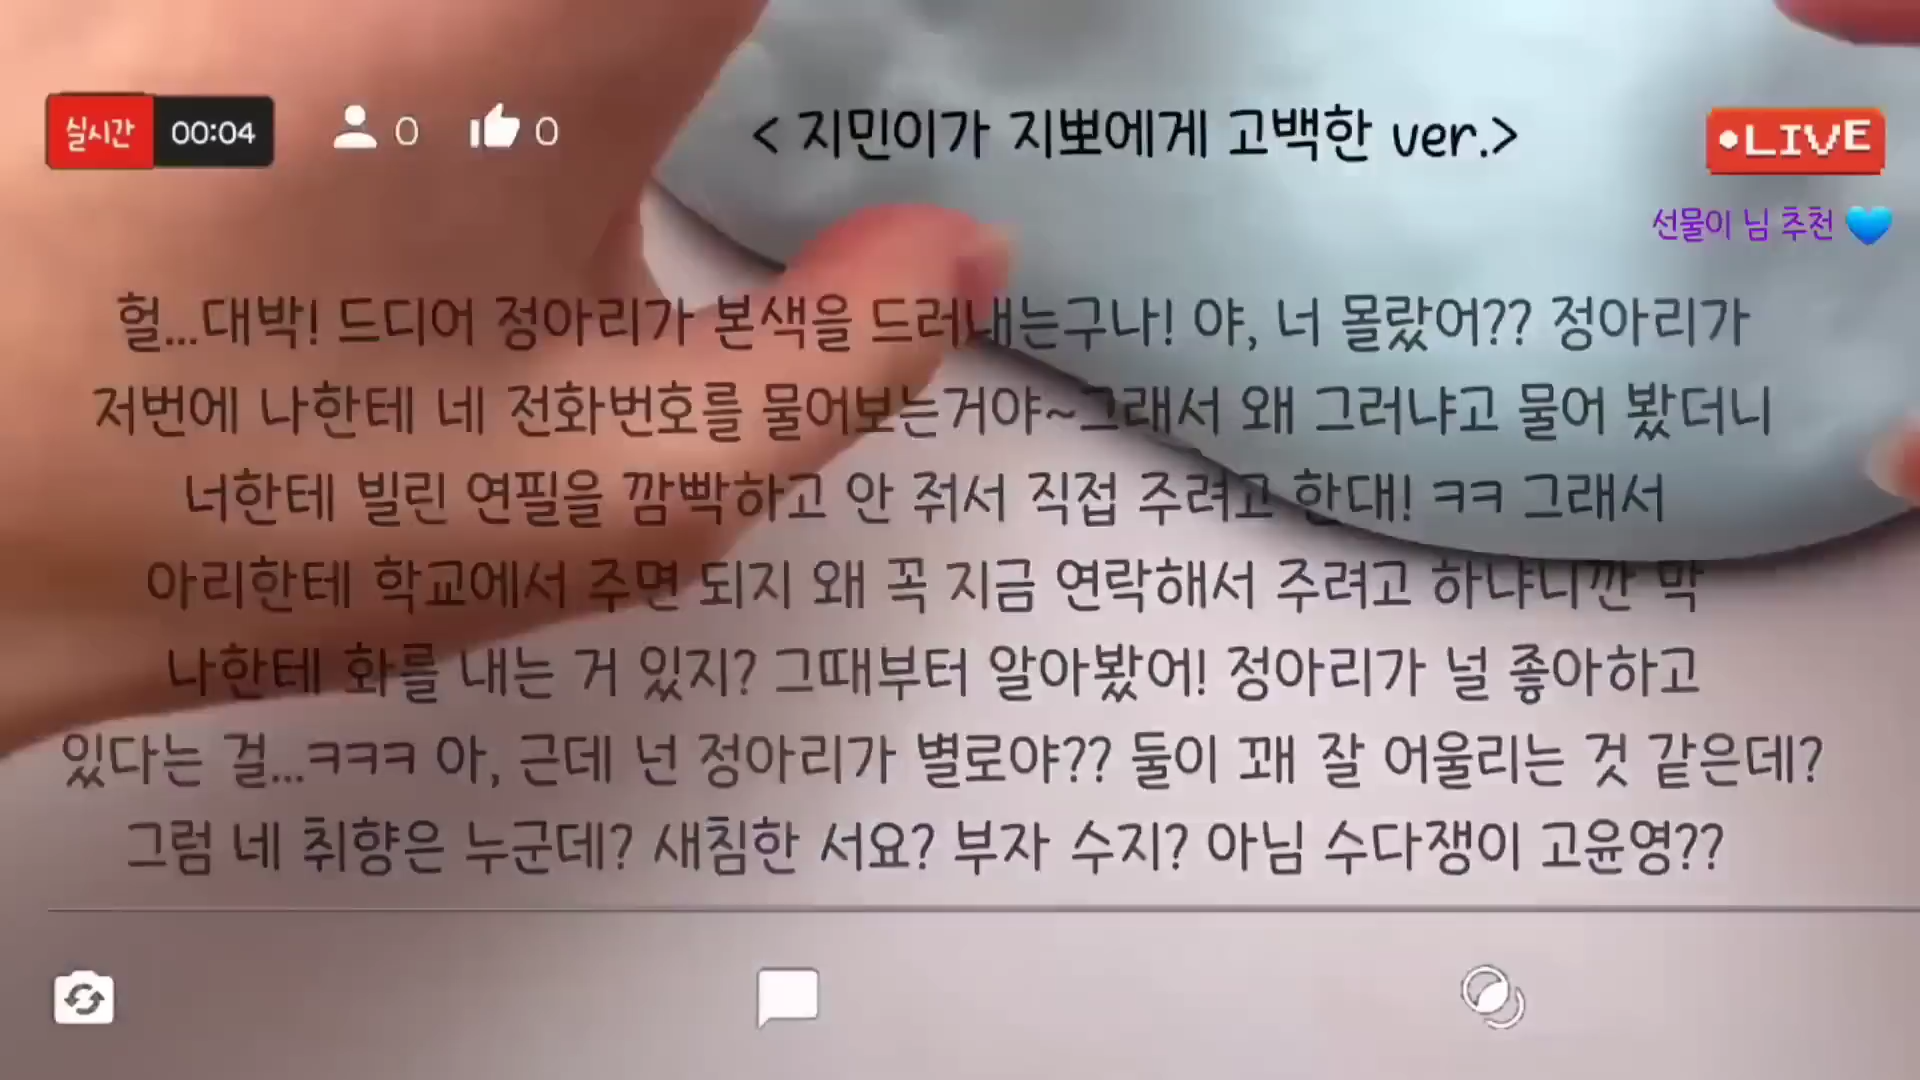 실시간 00:04 0 0 < 지민이가 지뽀에게 고백한 ver.> •LIVE
선물이 님 추천
헐...대박! 드디어 정아리가 본색을 드러내는구나! 야, 너 몰랐어?? 정아리가
저번에 나한테 네 전화번호를 물어보는거야~그래서 왜 그러냐고 물어 봤더니
너한테 빌린 연필을 깜빡하고 안 줘서 직접 주려고 한대! ㅋㅋ 그래서
아리한테 학교에서 주면 되지 왜 꼭 지금 연락해서 주려고 하냐니깐 막
나한테 화를 내는 거 있지? 그때부터 알아봤어! 정아리가 널 좋아하고
있다는 걸...ㅋㅋㅋ 아, 근데 넌 정아리가 별로야?? 둘이 꽤 잘 어울리는 것 같은데?
그럼 네 취향은 누군데? 새침한 서요? 부자 수지? 아님 수다쟁이 고윤영??